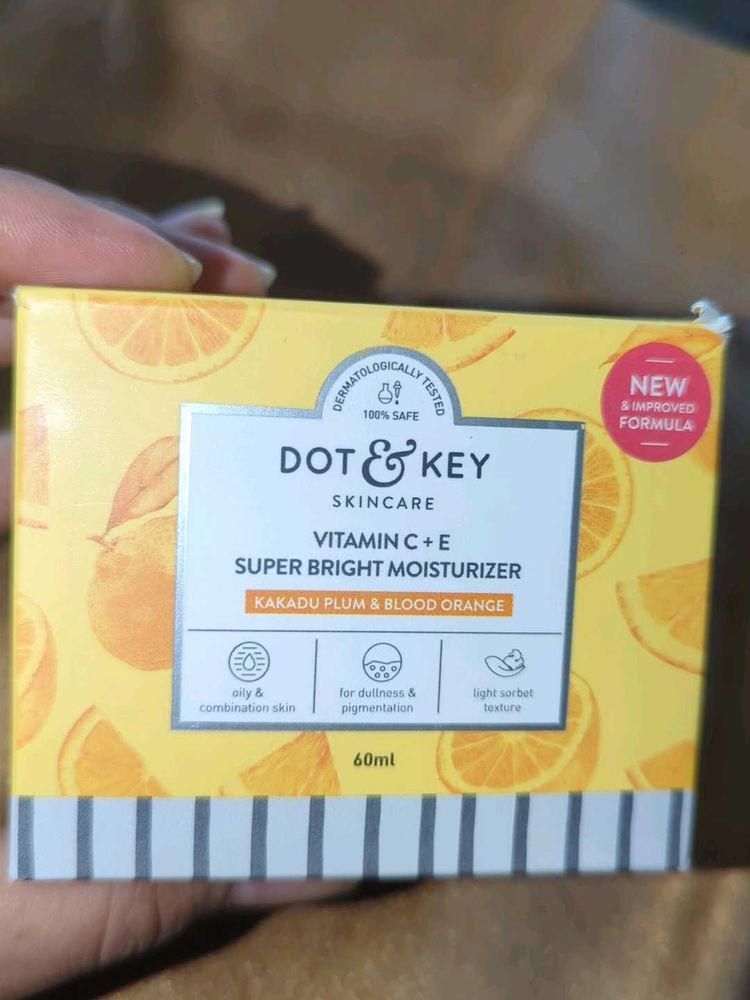 DERMATOLOGICALLY TESTED
100% SAFE
NEW
& IMPROVED
FORMULA
DOT & KEY
SKINCARE
VITAMIN C + E
SUPER BRIGHT MOISTURIZER
KAKADU PLUM & BLOOD ORANGE
oily &
combination skin
for dullness &
pigmentation
light sorbet
texture
60ml